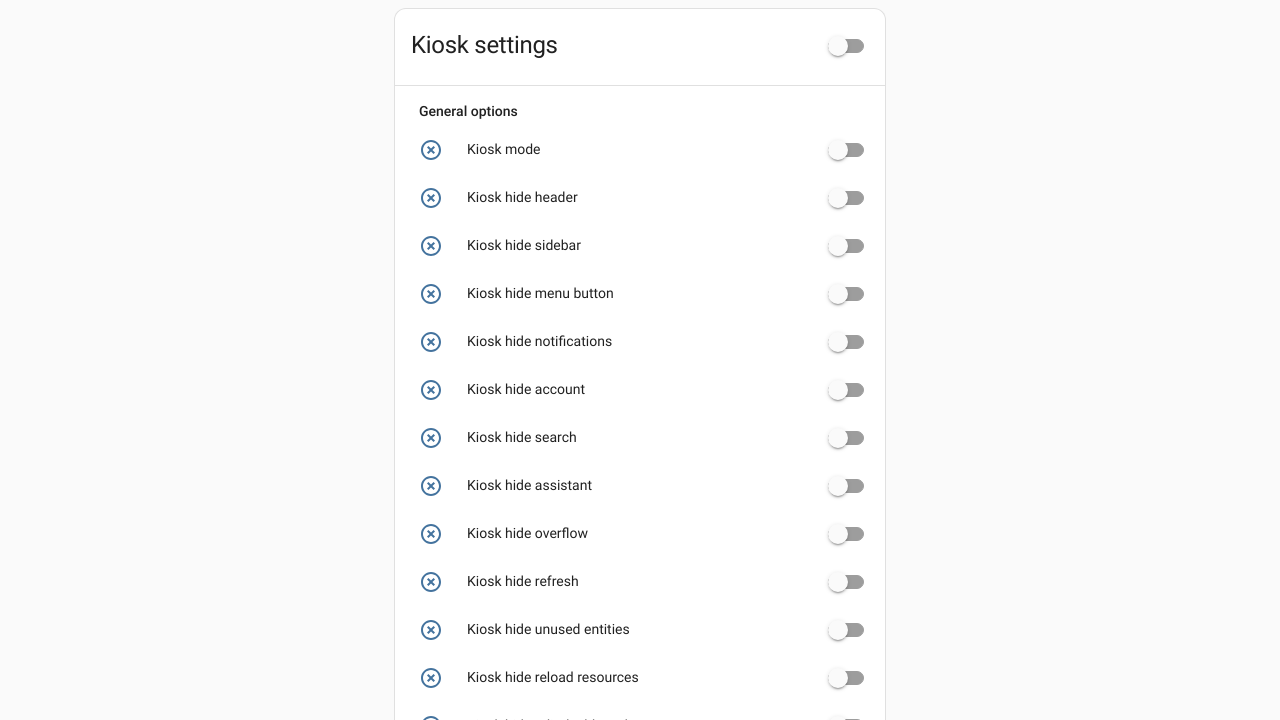 Kiosk settings
General options
Kiosk mode
Kiosk hide header
Kiosk hide sidebar
Kiosk hide menu button
Kiosk hide notifications
Kiosk hide account
Kiosk hide search
Kiosk hide assistant
Kiosk hide overflow
Kiosk hide refresh
Kiosk hide unused entities
Kiosk hide reload resources